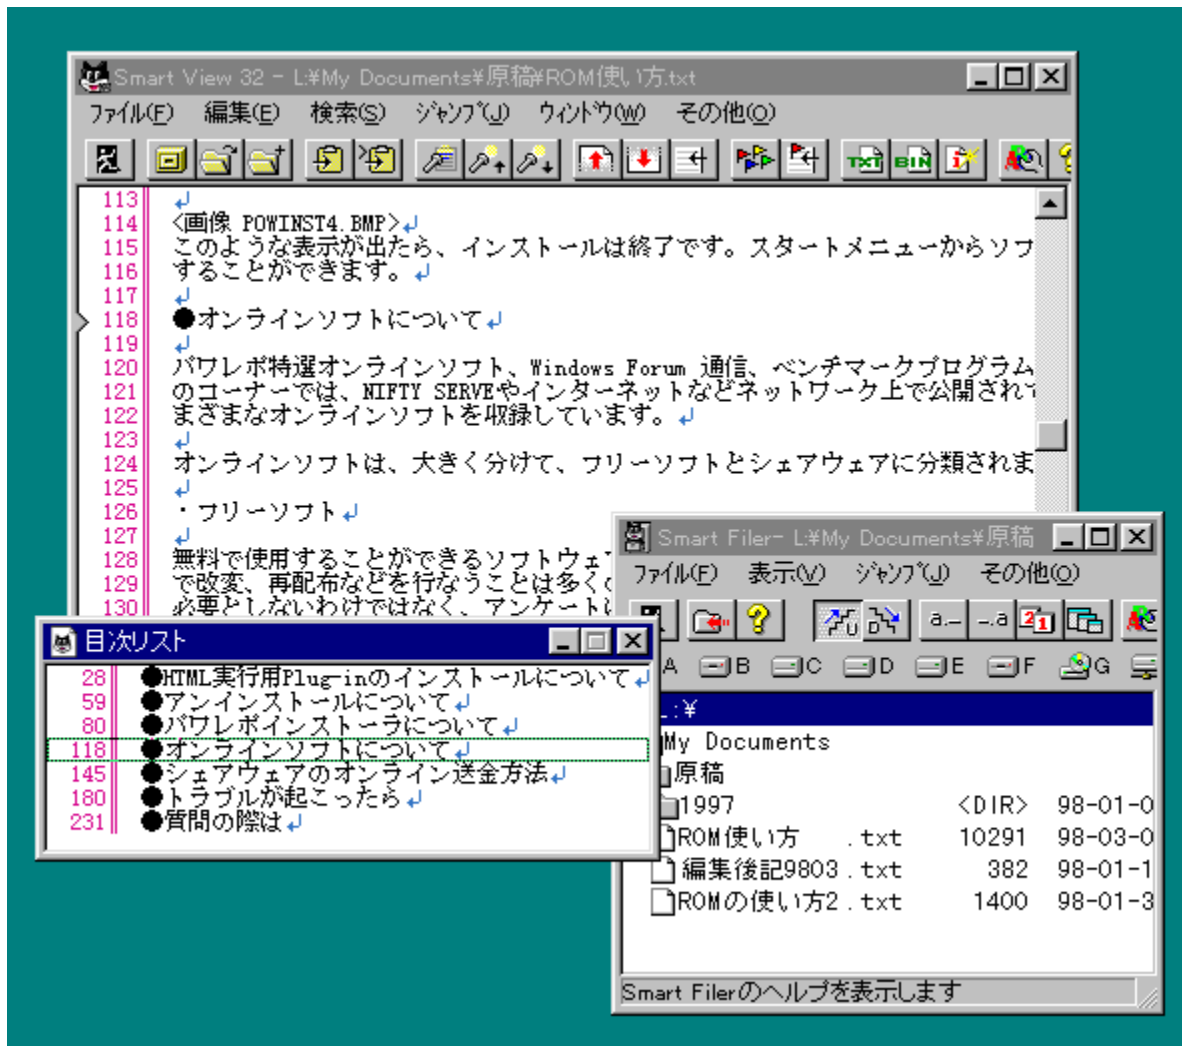 Smart View 32 - L:¥My Documents¥原稿¥ROM使い方.txt
ファイル(F) 編集(E) 検索(S) ジャンプ(J) ウィンドウ(W) その他(O)
TXT BIN
113 ↲
114 <画像 POWINST4.BMP>↲
115 このような表示が出たら、インストールは終了です。スタートメニューからソフ
116 することができます。↲
117 ↲
118 ●オンラインソフトについて↲
119 ↲
120 パワレポ特選オンラインソフト、Windows Forum 通信、ベンチマークプログラム
121 のコーナーでは、NIFTY SERVEやインターネットなどネットワーク上で公開されて
122 まざまなオンラインソフトを収録しています。↲
123 ↲
124 オンラインソフトは、大きく分けて、フリーソフトとシェアウェアに分類されま
125 ↲
126 ・フリーソフト↲
127 ↲
128 無料で使用することができるソフトウェア
129 で改変、再配布などを行なうことは多く
130 必要としないわけではなく、アンケートに
目次リスト
28 ●HTML実行用Plug-inのインストールについて↲
59 ●アンインストールについて↲
80 ●パワレポインストーラについて↲
118 ●オンラインソフトについて↲
145 ●シェアウェアのオンライン送金方法↲
180 ●トラブルが起こったら↲
231 ●質問の際は↲
Smart Filer- L:¥My Documents¥原稿
ファイル(F) 表示(V) ジャンプ(J) その他(O)
U a.- -.a 21
A B C D E F G
L:¥
My Documents
原稿
1997 <DIR> 98-01-0
ROM使い方 .txt 10291 98-03-0
編集後記9803.txt 382 98-01-1
ROMの使い方2.txt 1400 98-01-3
Smart Filerのヘルプを表示します